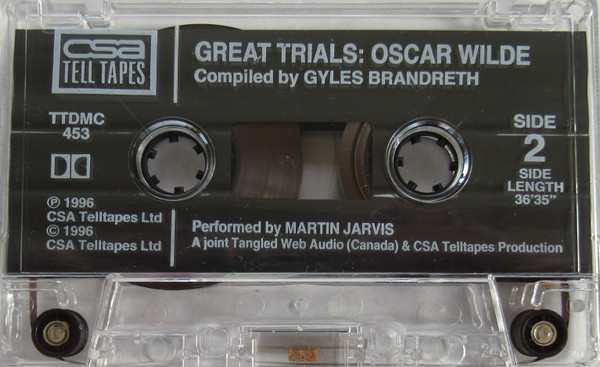 csa
TELL TAPES
GREAT TRIALS: OSCAR WILDE
Compiled by GYLES BRANDRETH
TTDMC
453
SIDE
2
SIDE
LENGTH
36'35"
℗ 1996
CSA Telltapes Ltd
© 1996
CSA Telltapes Ltd
Performed by MARTIN JARVIS
A joint Tangled Web Audio (Canada) & CSA Telltapes Production